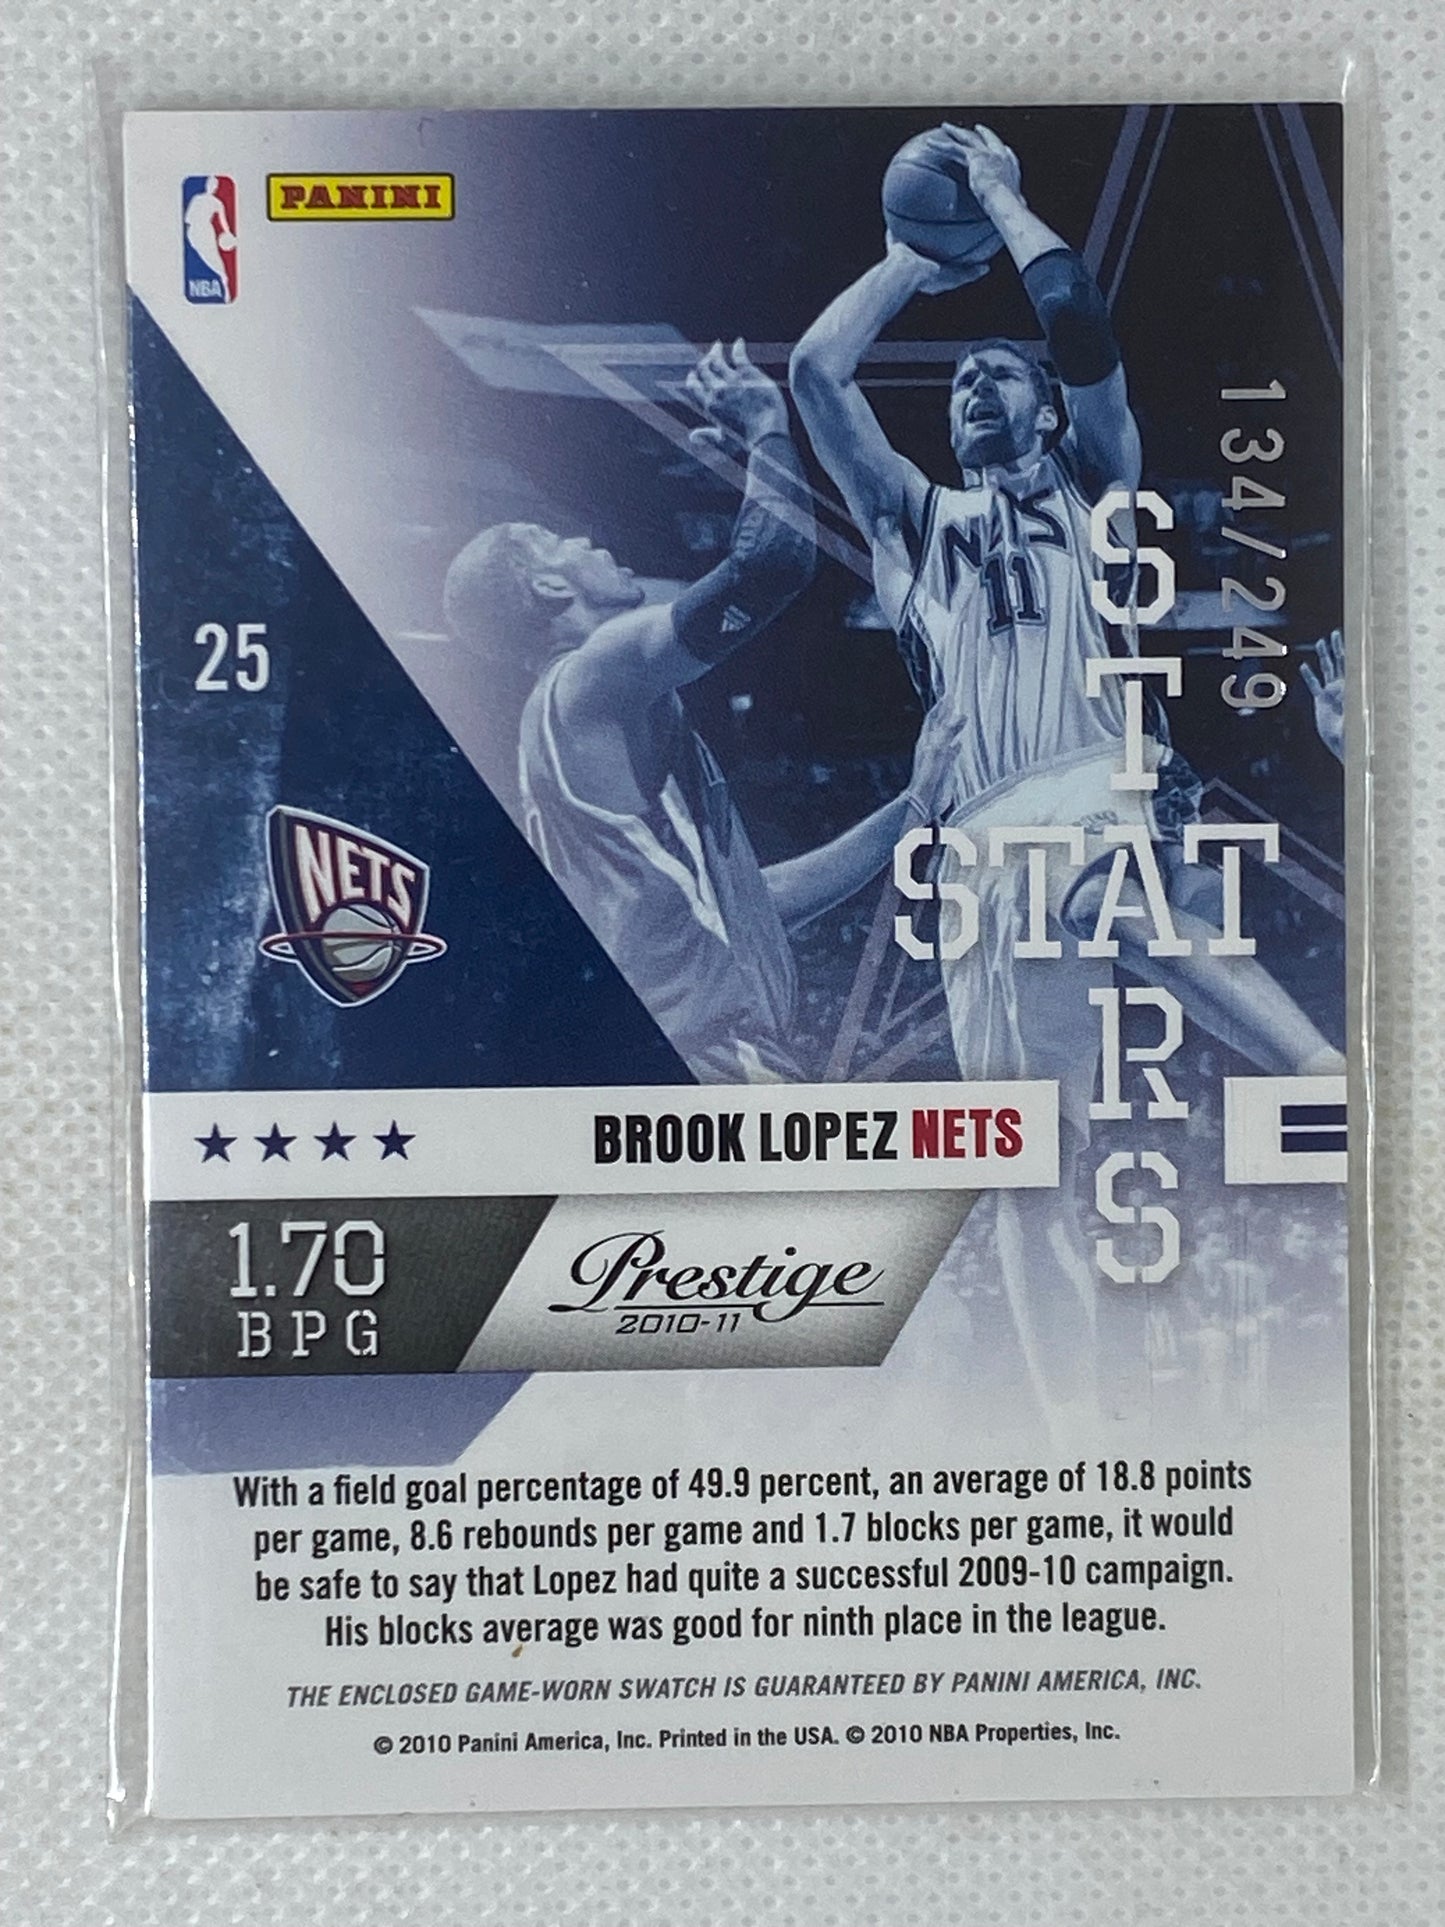 PANINI
NBA
134/249
NETS
11
25
NETS
STAT
STARS
BROOK LOPEZ NETS
1.70
BPG
Prestige
2010-11
With a field goal percentage of 49.9 percent, an average of 18.8 points
per game, 8.6 rebounds per game and 1.7 blocks per game, it would
be safe to say that Lopez had quite a successful 2009-10 campaign.
His blocks average was good for ninth place in the league.
THE ENCLOSED GAME-WORN SWATCH IS GUARANTEED BY PANINI AMERICA, INC.
© 2010 Panini America, Inc. Printed in the USA. © 2010 NBA Properties, Inc.